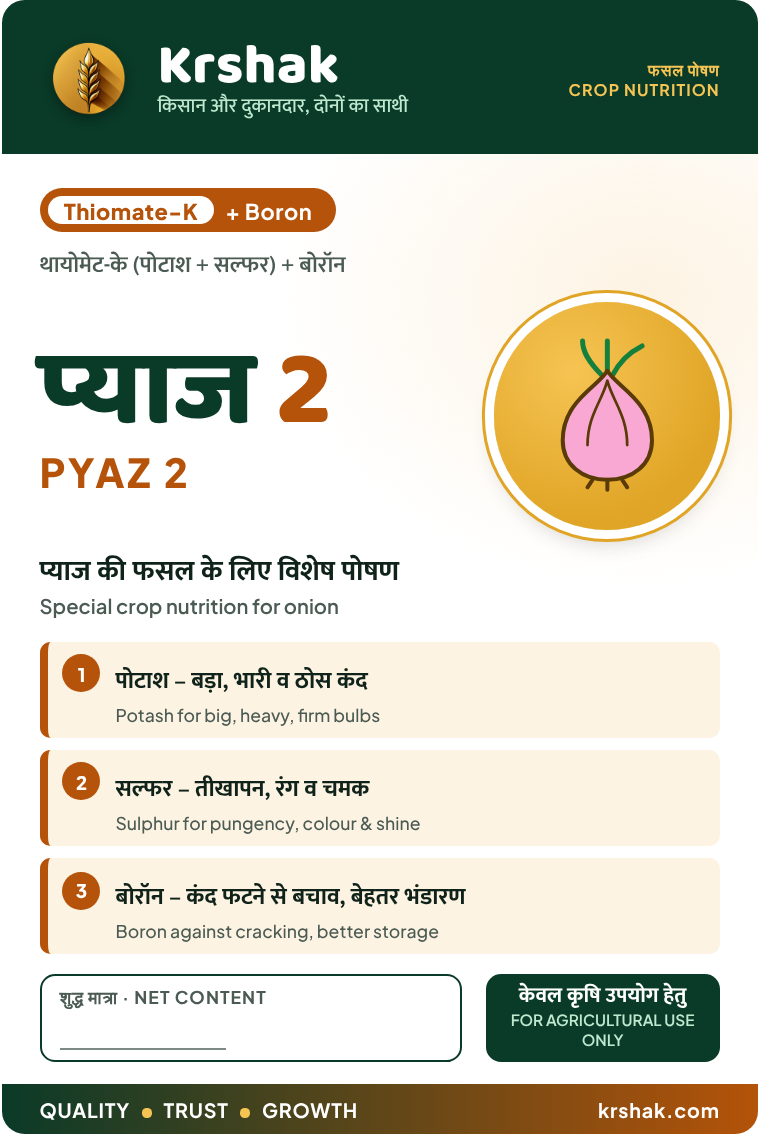 Krshak
किसान और दुकानदार, दोनों का साथी
फसल पोषण
CROP NUTRITION
Thiomate-K + Boron
थायोमेट-के (पोटाश + सल्फर) + बोरॉन
प्याज 2
PYAZ 2
प्याज की फसल के लिए विशेष पोषण
Special crop nutrition for onion
1
पोटाश – बड़ा, भारी व ठोस कंद
Potash for big, heavy, firm bulbs
2
सल्फर – तीखापन, रंग व चमक
Sulphur for pungency, colour & shine
3
बोरॉन – कंद फटने से बचाव, बेहतर भंडारण
Boron against cracking, better storage
शुद्ध मात्रा · NET CONTENT
केवल कृषि उपयोग हेतु
FOR AGRICULTURAL USE
ONLY
QUALITY ● TRUST ● GROWTH
krshak.com